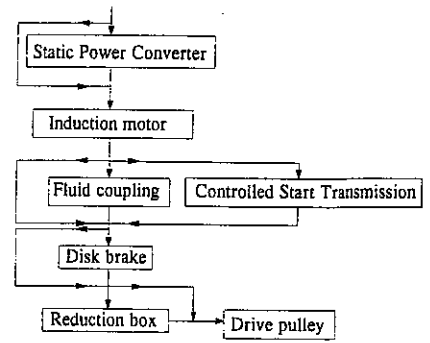 Static Power Converter
Induction motor
Fluid coupling
Controlled Start Transmission
Disk brake
Reduction box
Drive pulley